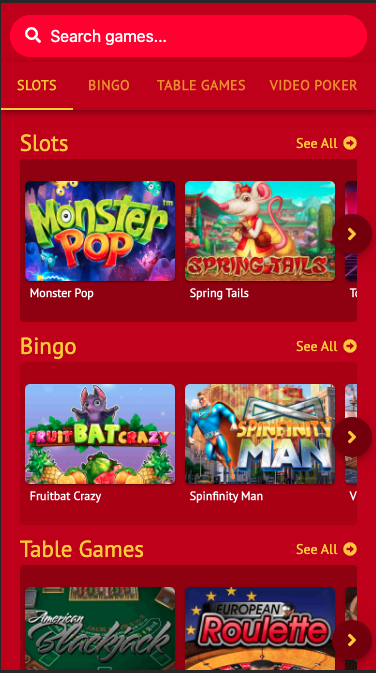 Search games...
SLOTS BINGO TABLE GAMES VIDEO POKER
Slots See All
MONSTER POP ™
SPRING TAILS
Monster Pop Spring Tails
Bingo See All
FRUIT BAT CRAZY
SPINFINITY MAN
Fruitbat Crazy Spinfinity Man V
Table Games See All
American Blackjack
EUROPEAN Roulette